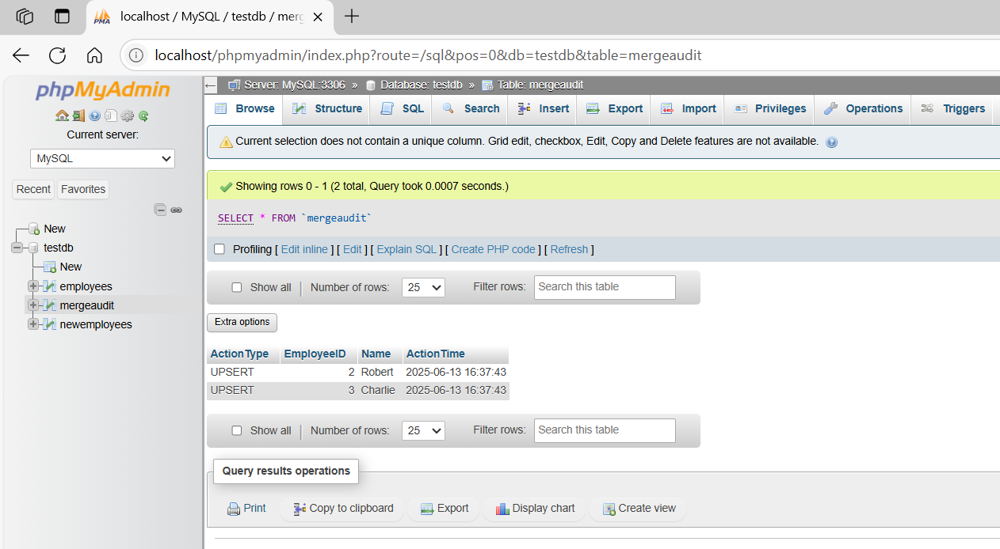 localhost / MySQL / testdb / merg
localhost/phpmyadmin/index.php?route=/sql&pos=0&db=testdb&table=mergeaudit
phpMyAdmin
Current server:
MySQL
Recent Favorites
New
testdb
New
employees
mergeaudit
newemployees
Server: MySQL:3306 » Database: testdb » Table: mergeaudit
Browse Structure SQL Search Insert Export Import Privileges Operations Triggers
Current selection does not contain a unique column. Grid edit, checkbox, Edit, Copy and Delete features are not available.
Showing rows 0 - 1 (2 total, Query took 0.0007 seconds.)
SELECT * FROM `mergeaudit`
Profiling [ Edit inline ] [ Edit ] [ Explain SQL ] [ Create PHP code ] [ Refresh ]
Show all | Number of rows: 25 Filter rows: Search this table
Extra options
ActionType EmployeeID Name ActionTime
UPSERT 2 Robert 2025-06-13 16:37:43
UPSERT 3 Charlie 2025-06-13 16:37:43
Show all | Number of rows: 25 Filter rows: Search this table
Query results operations
Print Copy to clipboard Export Display chart Create view